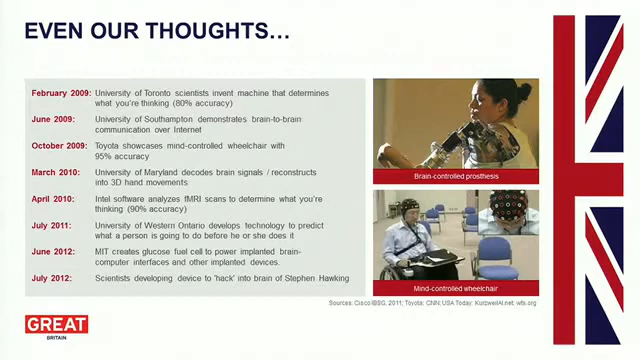 EVEN OUR THOUGHTS...
February 2009: University of Toronto scientists invent machine that determines
what you're thinking (80% accuracy)
June 2009: University of Southampton demonstrates brain-to-brain
communication over Internet
October 2009: Toyota showcases mind-controlled wheelchair with
95% accuracy
March 2010: University of Maryland decodes brain signals / reconstructs
into 3D hand movements
April 2010: Intel software analyzes fMRI scans to determine what you're
thinking (90% accuracy)
July 2011: University of Western Ontario develops technology to predict
what a person is going to do before he or she does it
June 2012: MIT creates glucose fuel cell to power implanted brain-
computer interfaces and other implanted devices.
July 2012: Scientists developing device to 'hack' into brain of Stephen Hawking
Brain-controlled prosthesis
Mind-controlled wheelchair
Sources: Cisco IBSG, 2011; Toyota; CNN; USA Today; KurzweilAI.net; wfs.org
GREAT
BRITAIN